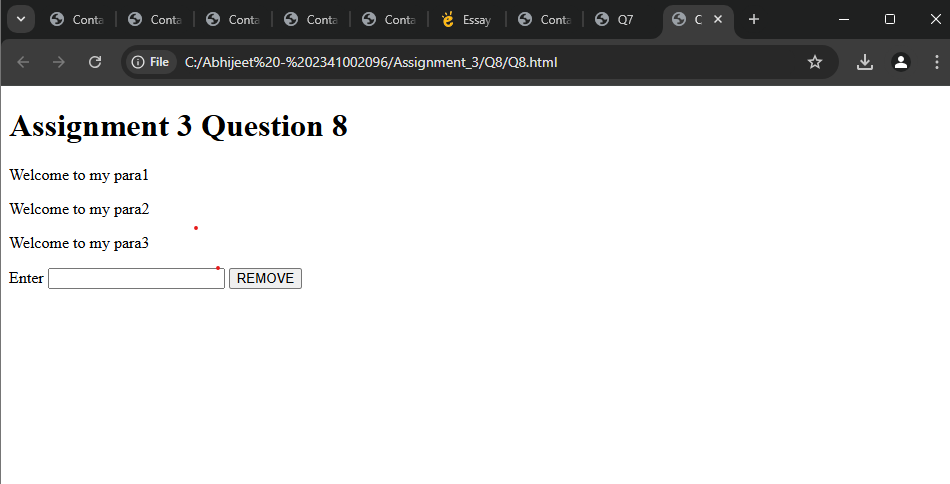 Conta
Conta
Conta
Conta
Conta
Essay
Conta
Q7
C
File
C:/Abhijeet%20-%202341002096/Assignment_3/Q8/Q8.html
Assignment 3 Question 8
Welcome to my para1
Welcome to my para2
Welcome to my para3
Enter REMOVE